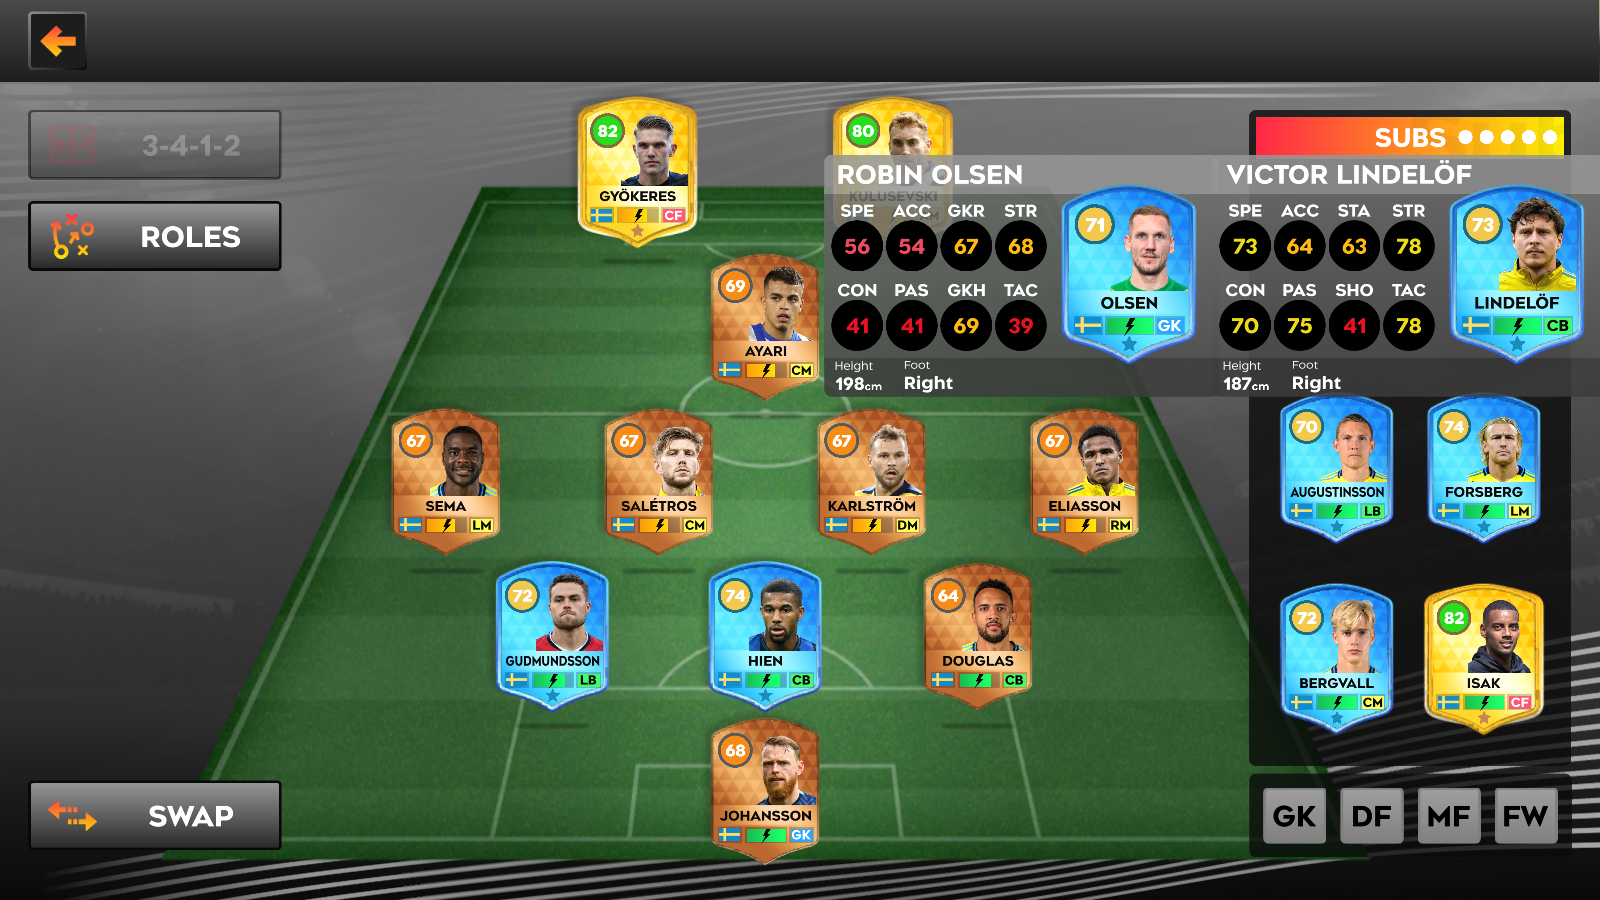 3-4-1-2
ROLES
SWAP
82
GYÖKERES
CF
80
KULUSEVSKI
69
AYARI
CM
67
SEMA
LM
67
SALÉTROS
CM
67
KARLSTRÖM
DM
67
ELIASSON
RM
72
GUDMUNDSSON
LB
74
HIEN
CB
64
DOUGLAS
CB
68
JOHANSSON
GK
SUBS
ROBIN OLSEN
SPE ACC GKR STR
56 54 67 68
CON PAS GKH TAC
41 41 69 39
Height Foot
198cm Right
71
OLSEN
GK
VICTOR LINDELÖF
SPE ACC STA STR
73 64 63 78
CON PAS SHO TAC
70 75 41 78
Height Foot
187cm Right
73
LINDELÖF
CB
70
AUGUSTINSSON
LB
74
FORSBERG
LM
72
BERGVALL
CM
82
ISAK
CF
GK DF MF FW